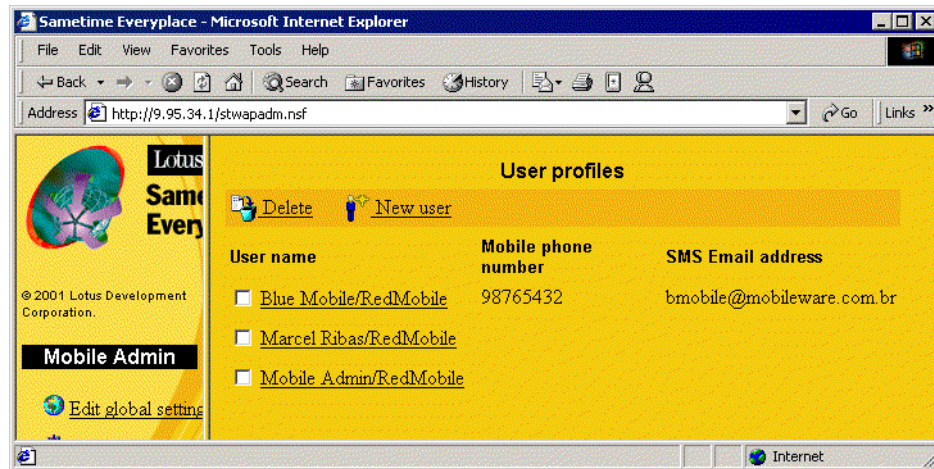 Sametime Everyplace - Microsoft Internet Explorer
File Edit View Favorites Tools Help
Back Search Favorites History
Address http://9.95.34.1/stwapadm.nsf Go Links »
Lotus
User profiles
Delete New user
User name Mobile phone number SMS Email address
© 2001 Lotus Development
Corporation.
Blue Mobile/RedMobile 98765432 bmobile@mobileware.com.br
Marcel Ribas/RedMobile
Mobile Admin
Mobile Admin/RedMobile
Edit global setting
Internet